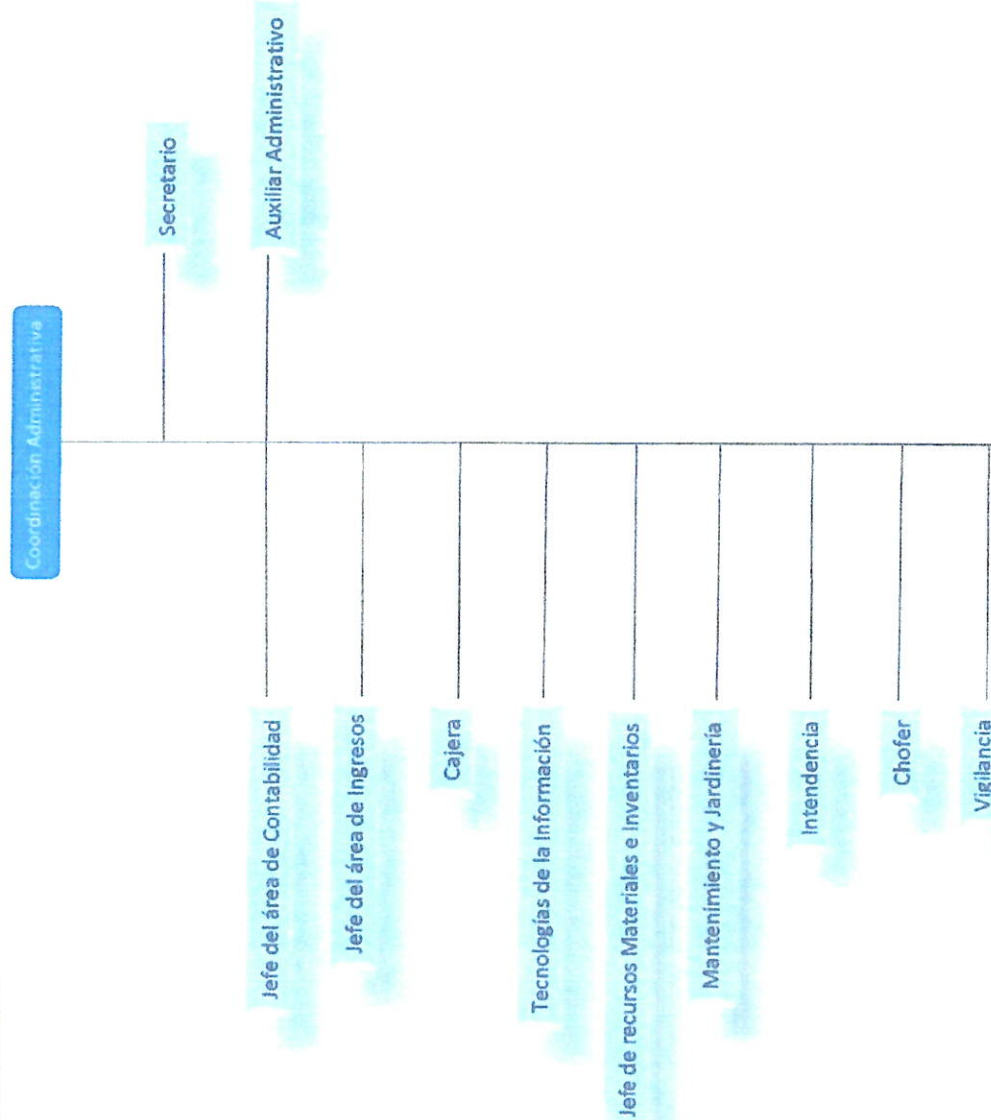 Coordinación Administrativa
Secretario
Auxiliar Administrativo
Jefe del área de Contabilidad
Jefe del área de Ingresos
Cajera
Tecnologías de la Información
Jefe de recursos Materiales e Inventarios
Mantenimiento y Jardinería
Intendencia
Chofer
Vigilancia